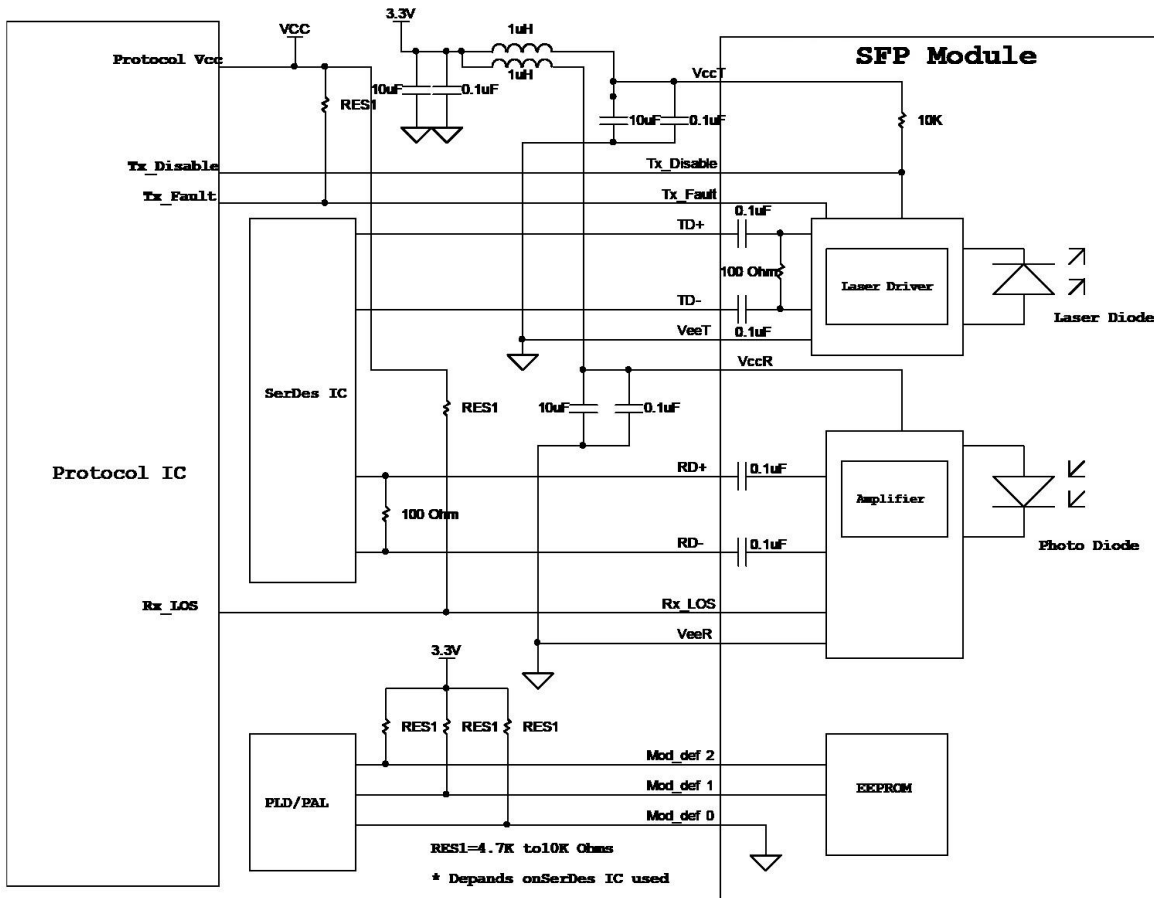 3.3V
VCC
1uH
SFP Module
Protocol Vcc
1uH
VccT
10uF
0.1uF
RES1
10uF
0.1uF
10K
Tx_Disable
Tx_Disable
Tx_Fault
Tx_Fault
0.1uF
TD+
100 Ohm
Laser Driver
TD-
Laser Diode
VeeT
0.1uF
VccR
SerDes IC
RES1
10uF
0.1uF
Protocol IC
RD+
0.1uF
Amplifier
100 Ohm
RD-
0.1uF
Photo Diode
Rx_LOS
Rx_LOS
VeeR
3.3V
RES1
RES1
RES1
Mod_def 2
PLD/PAL
Mod_def 1
EEPROM
Mod_def 0
RES1=4.7K to10K Ohms
* Depands onSerDes IC used